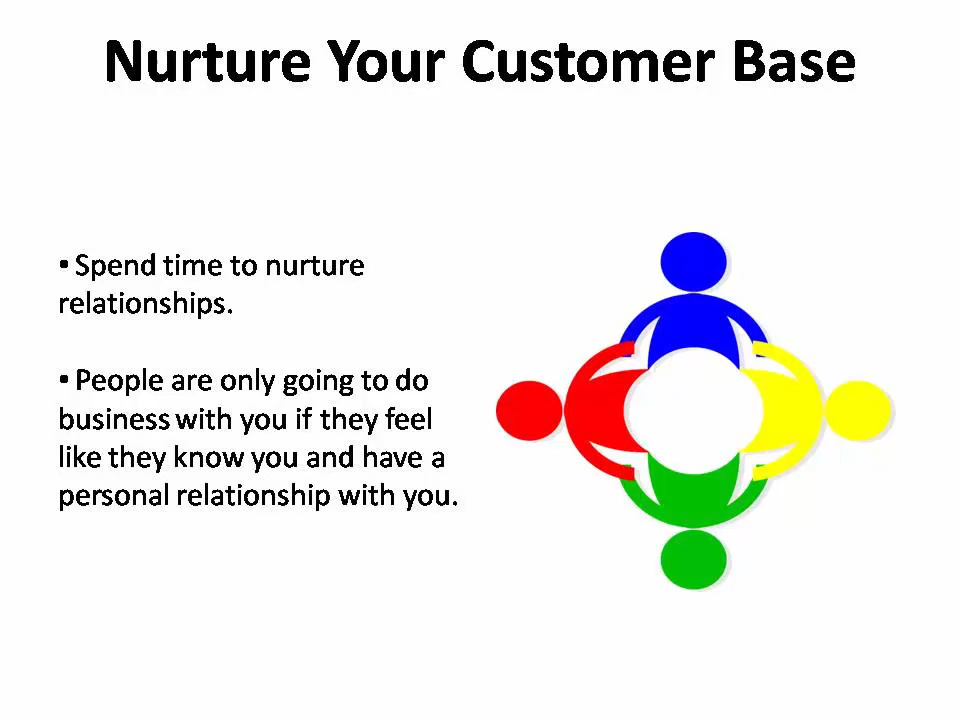 Nurture Your Customer Base
• Spend time to nurture
relationships.
• People are only going to do
business with you if they feel
like they know you and have a
personal relationship with you.